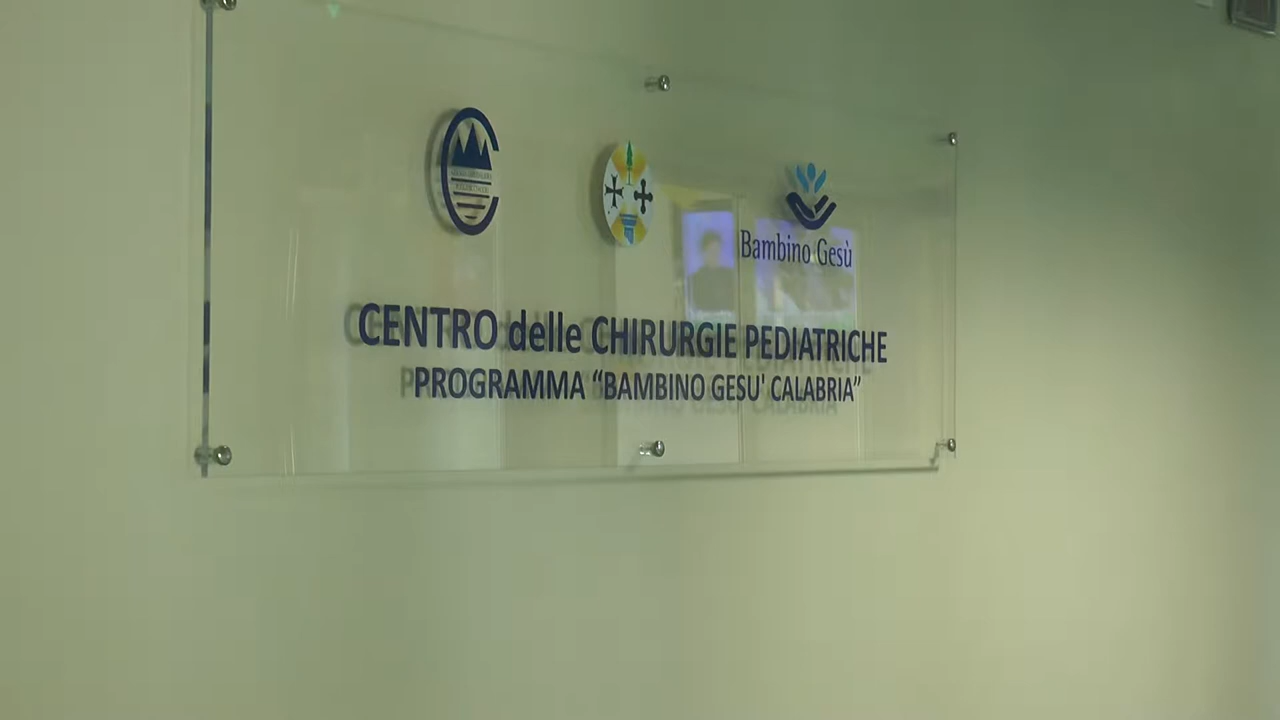 Bambino Gesù
CENTRO delle CHIRURGIE PEDIATRICHE
PROGRAMMA “BAMBINO GESU' CALABRIA”